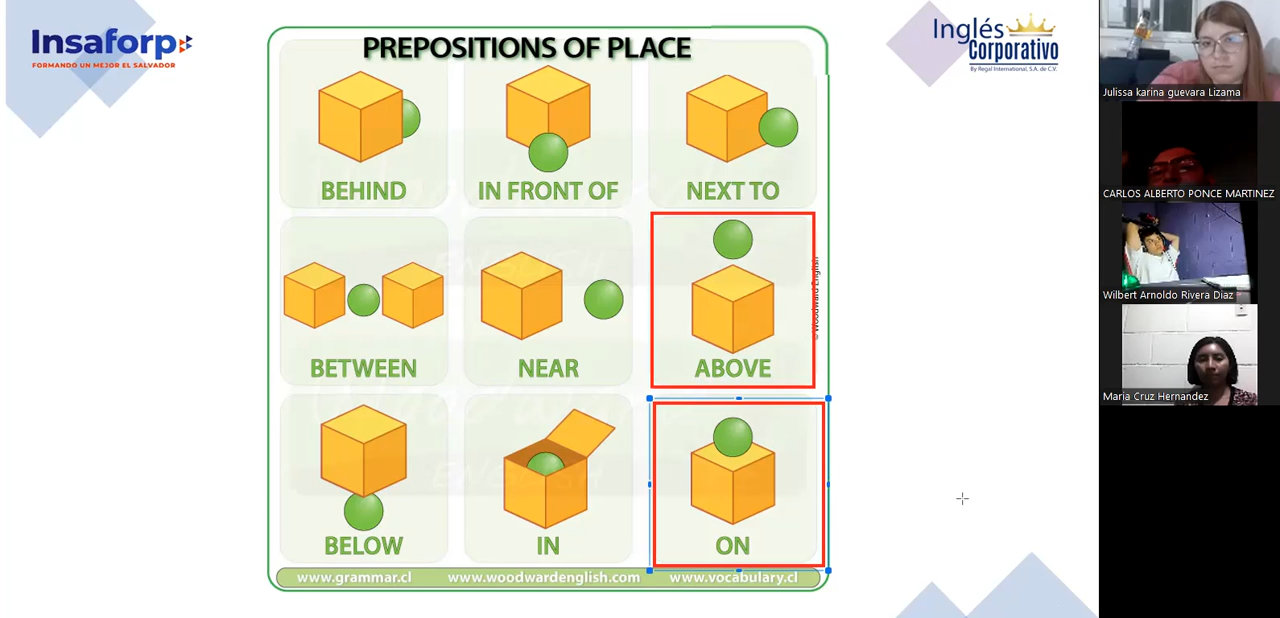 Insaforp
FORMANDO UN MEJOR EL SALVADOR
PREPOSITIONS OF PLACE
Inglés
Corporativo
By Regal International, S.A. de C.V.
BEHIND
IN FRONT OF
NEXT TO
BETWEEN
NEAR
ABOVE
© Woodward English
BELOW
IN
ON
www.grammar.cl
www.woodwardenglish.com
www.vocabulary.cl
Julissa karina guevara Lizama
CARLOS ALBERTO PONCE MARTINEZ
Wilbert Arnoldo Rivera Diaz
Maria Cruz Hernandez